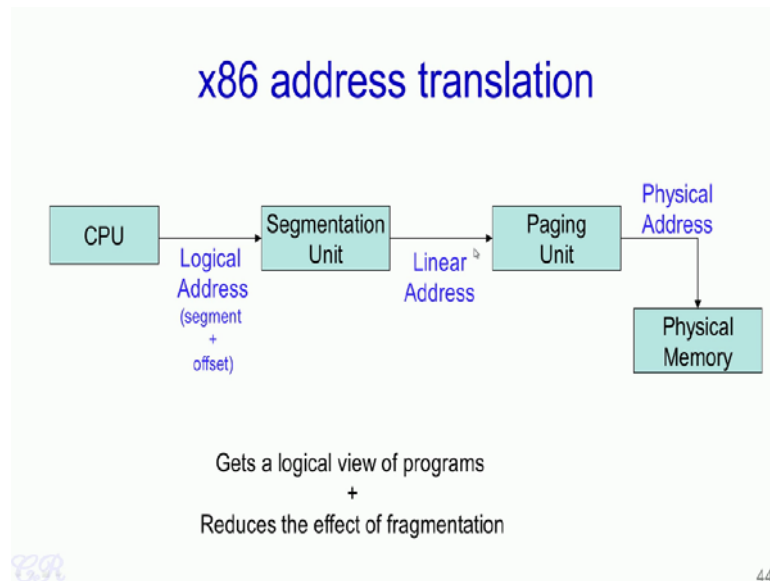 x86 address translation
CPU
Logical
Address
(segment
+
offset)
Segmentation
Unit
Linear
Address
Paging
Unit
Physical
Address
Physical
Memory
Gets a logical view of programs
+
Reduces the effect of fragmentation
CR
44